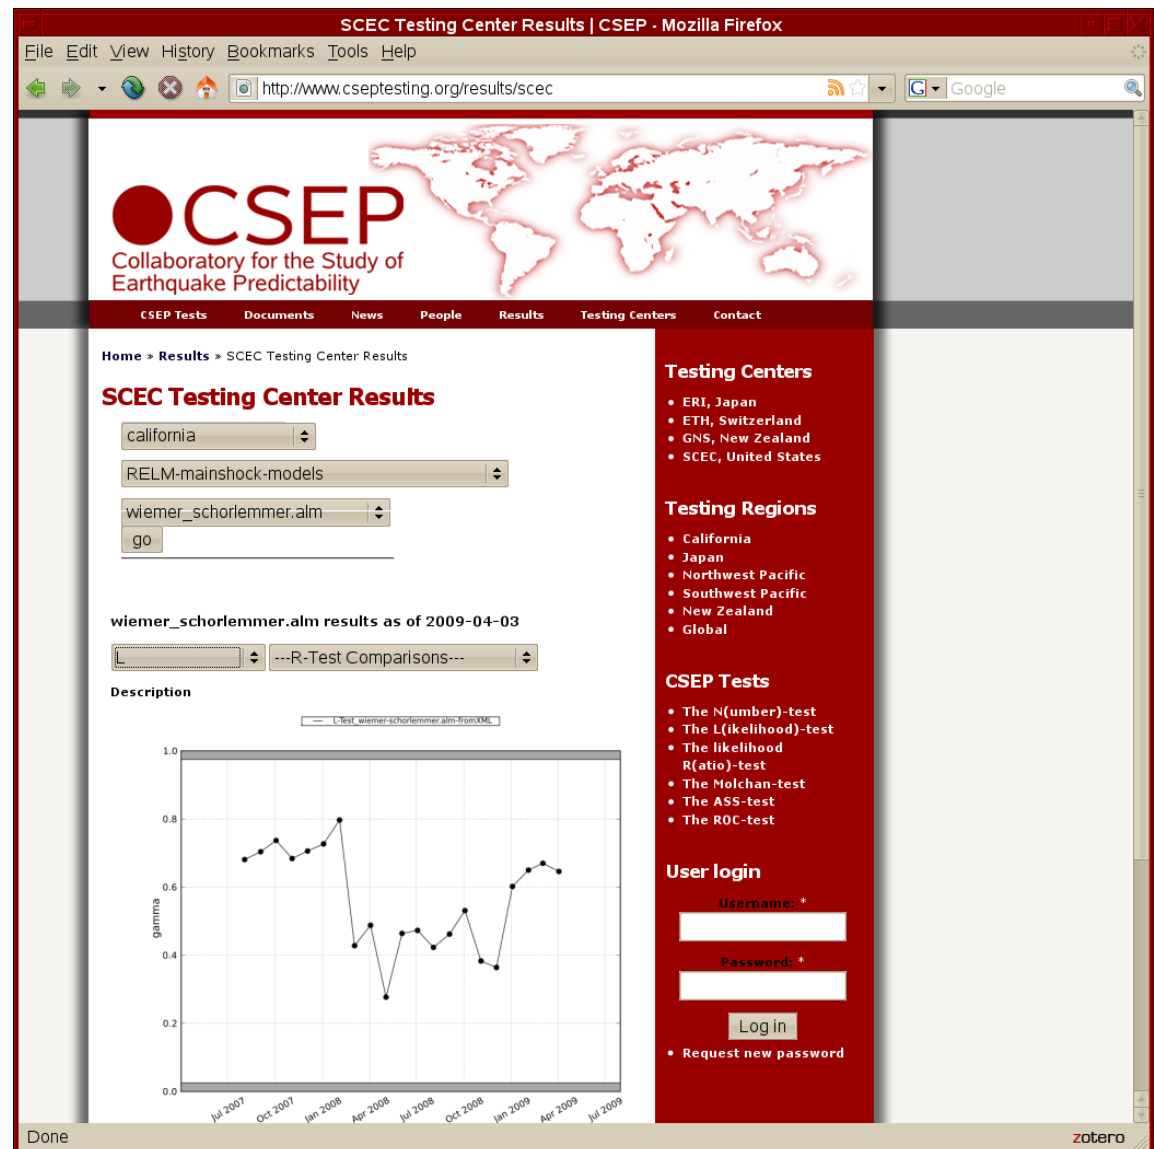 SCEC Testing Center Results | CSEP - Mozilla Firefox
File Edit View History Bookmarks Tools Help
http://www.cseptesting.org/results/scec
G Google
CSEP
Collaboratory for the Study of
Earthquake Predictability
CSEP Tests Documents News People Results Testing Centers Contact
Home » Results » SCEC Testing Center Results
SCEC Testing Center Results
california
RELM-mainshock-models
wiemer_schorlemmer.alm
go
wiemer_schorlemmer.alm results as of 2009-04-03
L ---R-Test Comparisons---
Description
L-Test_wiemer-schorlemmer.alm-fromXML
1.0
0.8
0.6
0.4
0.2
0.0
gamma
Jul 2007 Oct 2007 Jan 2008 Apr 2008 Jul 2008 Oct 2008 Jan 2009 Apr 2009 Jul 2009
Testing Centers
• ERI, Japan
• ETH, Switzerland
• GNS, New Zealand
• SCEC, United States
Testing Regions
• California
• Japan
• Northwest Pacific
• Southwest Pacific
• New Zealand
• Global
CSEP Tests
• The N(umber)-test
• The L(ikelihood)-test
• The likelihood
R(atio)-test
• The Molchan-test
• The ASS-test
• The ROC-test
User login
Username: *
Password: *
Log in
• Request new password
Done
zotero